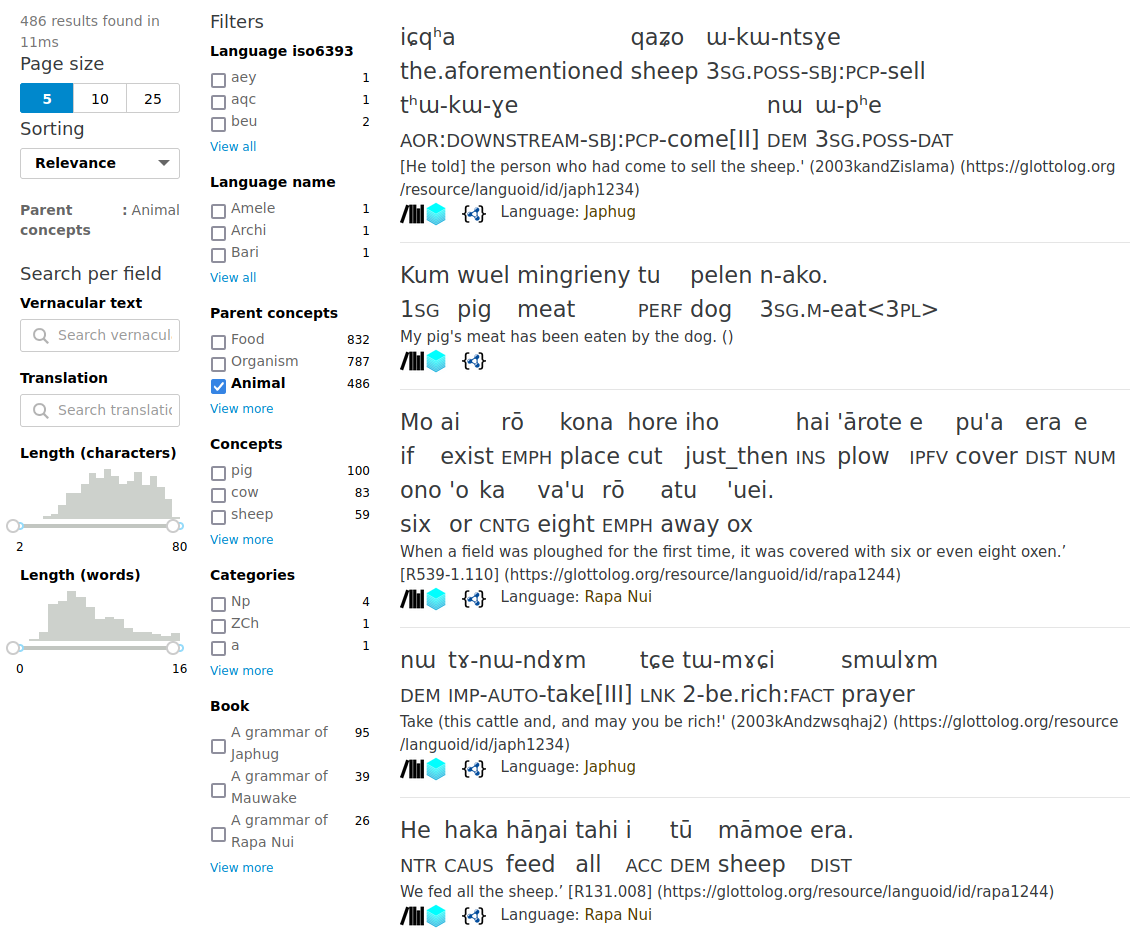 486 results found in
11ms
Page size
5 10 25
Sorting
Relevance
Parent concepts : Animal
Search per field
Vernacular text
Search vernacul
Translation
Search translatic
Length (characters)
2 80
Length (words)
0 16
Filters
Language iso6393
aey 1
aqc 1
beu 2
View all
Language name
Amele 1
Archi 1
Bari 1
View all
Parent concepts
Food 832
Organism 787
Animal 486
View more
Concepts
pig 100
cow 83
sheep 59
View more
Categories
Np 4
ZCh 1
a 1
View more
Book
A grammar of 95
Japhug
A grammar of 39
Mauwake
A grammar of 26
Rapa Nui
View more
iɕqʰa qaʑo ɯ-kɯ-ntsɣe
the.aforementioned sheep 3SG.POSS-SBJ:PCP-sell
tʰɯ-kɯ-ɣe nɯ ɯ-pʰe
AOR:DOWNSTREAM-SBJ:PCP-come[II] DEM 3SG.POSS-DAT
[He told] the person who had come to sell the sheep.' (2003kandZislama) (https://glottolog.org
/resource/languoid/id/japh1234)
Language: Japhug
Kum wuel mingrieny tu pelen n-ako.
1SG pig meat PERF dog 3SG.M-eat<3PL>
My pig's meat has been eaten by the dog. ()
Mo ai rō kona hore iho hai 'ārote e pu'a era e
if exist EMPH place cut just_then INS plow IPFV cover DIST NUM
ono 'o ka va'u rō atu 'uei.
six or CNTG eight EMPH away ox
When a field was ploughed for the first time, it was covered with six or even eight oxen.’
[R539-1.110] (https://glottolog.org/resource/languoid/id/rapa1244)
Language: Rapa Nui
nɯ tɤ-nɯ-ndɤm tɕe tɯ-mɤɕi smɯlɤm
DEM IMP-AUTO-take[III] LNK 2-be.rich:FACT prayer
Take (this cattle and, and may you be rich!' (2003kAndzwsqhaj2) (https://glottolog.org/resource
/languoid/id/japh1234)
Language: Japhug
He haka hāŋai tahi i tū māmoe era.
NTR CAUS feed all ACC DEM sheep DIST
We fed all the sheep.’ [R131.008] (https://glottolog.org/resource/languoid/id/rapa1244)
Language: Rapa Nui